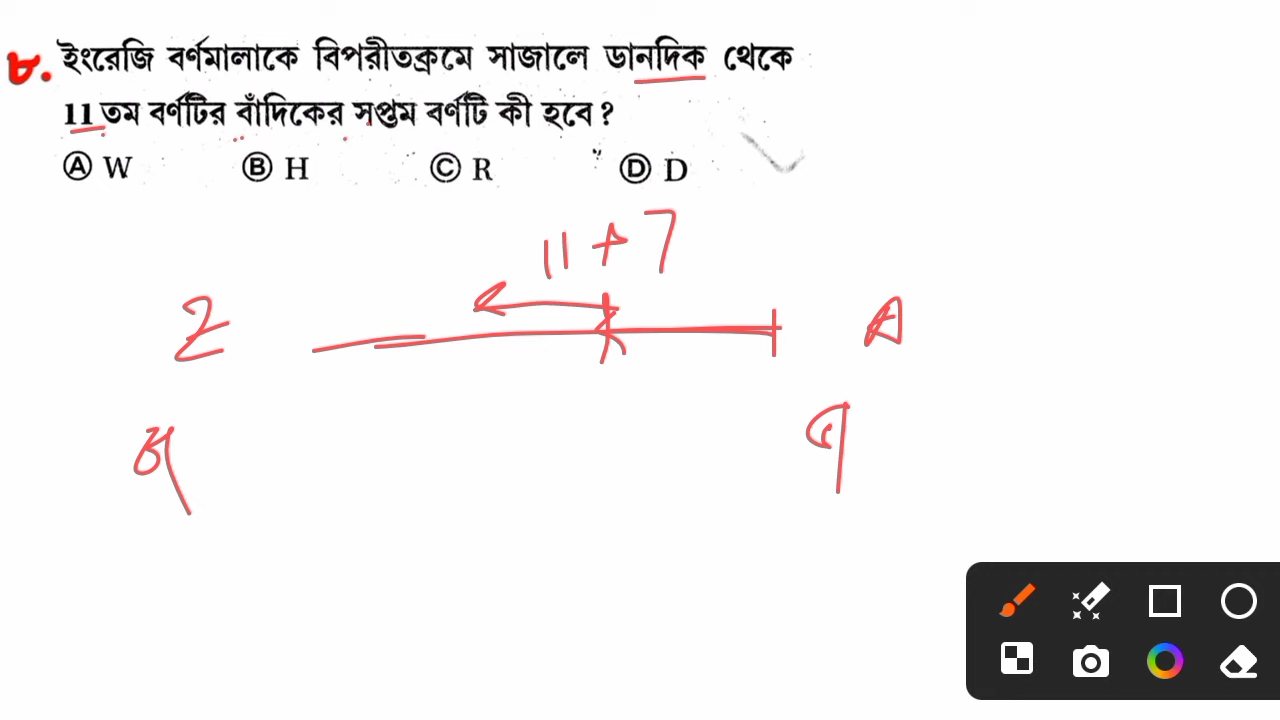 ৮. ইংরেজি বর্ণমালাকে বিপরীতক্রমে সাজালে ডানদিক থেকে
11 তম বর্ণটির বাঁদিকের সপ্তম বর্ণটি কী হবে ?
Ⓐ W Ⓑ H Ⓒ R Ⓓ D
11 + 7
Z A